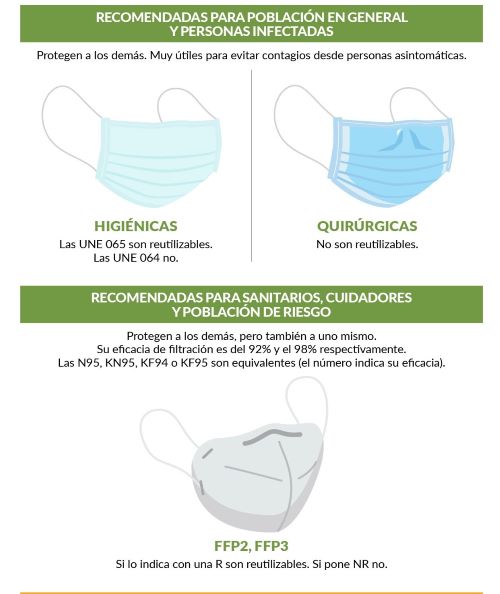 RECOMENDADAS PARA POBLACIÓN EN GENERAL
Y PERSONAS INFECTADAS
Protegen a los demás. Muy útiles para evitar contagios desde personas asintomáticas.
HIGIÉNICAS
Las UNE 065 son reutilizables.
Las UNE 064 no.
QUIRÚRGICAS
No son reutilizables.
RECOMENDADAS PARA SANITARIOS, CUIDADORES
Y POBLACIÓN DE RIESGO
Protegen a los demás, pero también a uno mismo.
Su eficacia de filtración es del 92% y el 98% respectivamente.
Las N95, KN95, KF94 o KF95 son equivalentes (el número indica su eficacia).
FFP2, FFP3
Si lo indica con una R son reutilizables. Si pone NR no.